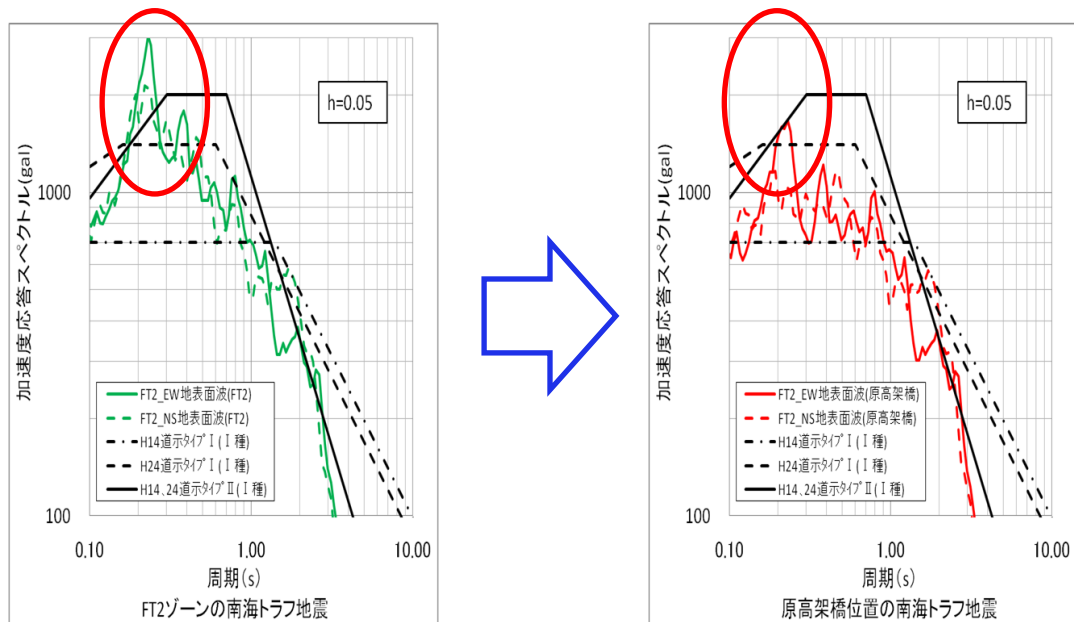 加速度応答スペクトル(gal)
1000
100
h=0.05
FT2_EW地表面波(FT2)
FT2_NS地表面波(FT2)
H14道示タイプⅠ(Ⅰ種)
H24道示タイプⅠ(Ⅰ種)
H14、24道示タイプⅡ(Ⅰ種)
0.10 1.00 10.00
周期(s)
FT2ゾーンの南海トラフ地震
加速度応答スペクトル(gal)
1000
100
h=0.05
FT2_EW地表面波(原高架橋)
FT2_NS地表面波(原高架橋)
H14道示タイプⅠ(Ⅰ種)
H24道示タイプⅠ(Ⅰ種)
H14、24道示タイプⅡ(Ⅰ種)
0.10 1.00 10.00
周期(s)
原高架橋位置の南海トラフ地震